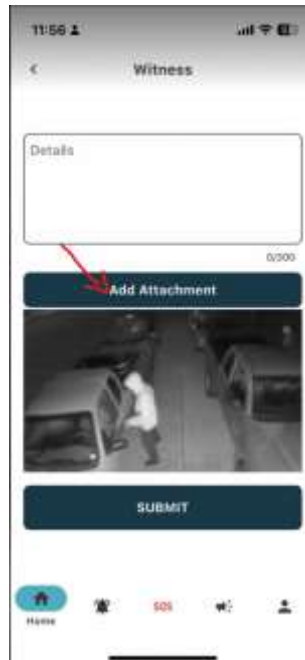 11:56
Witness
Details
0/300
Add Attachment
SUBMIT
SOS
Home